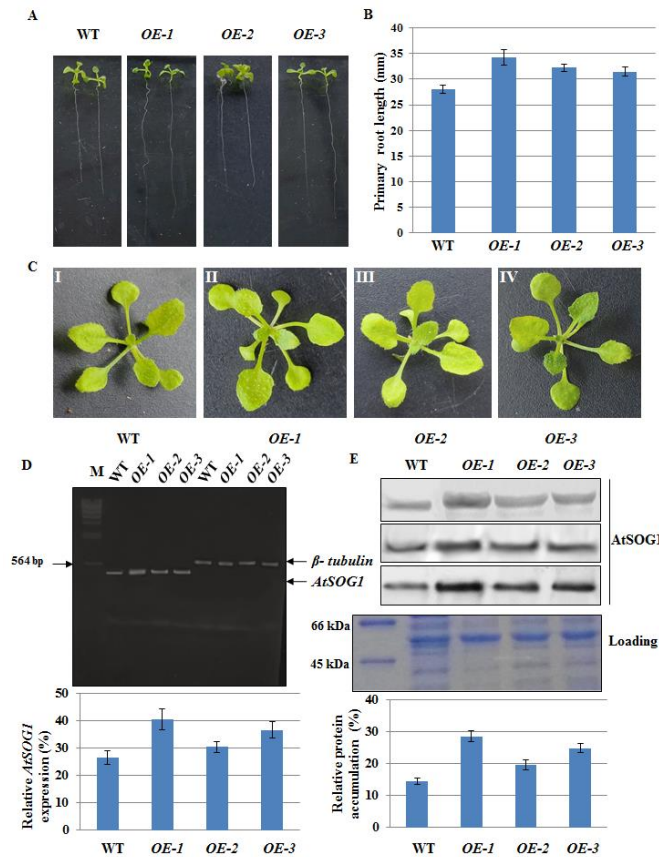 A
WT OE-1 OE-2 OE-3
B
Primary root length (mm)
40
35
30
25
20
15
10
5
0
WT OE-1 OE-2 OE-3
C
I II III IV
WT OE-1 OE-2 OE-3
D
M WT OE-1 OE-2 OE-3 WT OE-1 OE-2 OE-3
564 bp
β- tubulin
AtSOG1
Relative AtSOG1 expression (%)
50
40
30
20
10
0
WT OE-1 OE-2 OE-3
E
WT OE-1 OE-2 OE-3
AtSOG1
66 kDa
45 kDa
Loading
Relative protein accumulation (%)
40
30
20
10
0
WT OE-1 OE-2 OE-3